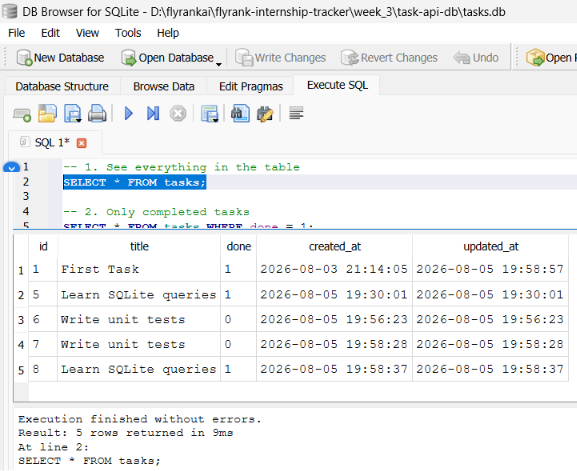 DB Browser for SQLite - D:\flyrankai\flyrank-internship-tracker\week_3\task-api-db\tasks.db
File Edit View Tools Help
New Database Open Database Write Changes Revert Changes Undo Open
Database Structure Browse Data Edit Pragmas Execute SQL
SQL 1*
1 -- 1. See everything in the table
2 SELECT * FROM tasks;
3
4 -- 2. Only completed tasks
5 SELECT * FROM tasks WHERE done = 1;
id title done created_at updated_at
1 1 First Task 1 2026-08-03 21:14:05 2026-08-05 19:58:57
2 5 Learn SQLite queries 1 2026-08-05 19:30:01 2026-08-05 19:30:01
3 6 Write unit tests 0 2026-08-05 19:56:23 2026-08-05 19:56:23
4 7 Write unit tests 0 2026-08-05 19:58:28 2026-08-05 19:58:28
5 8 Learn SQLite queries 1 2026-08-05 19:58:37 2026-08-05 19:58:37
Execution finished without errors.
Result: 5 rows returned in 9ms
At line 2:
SELECT * FROM tasks;